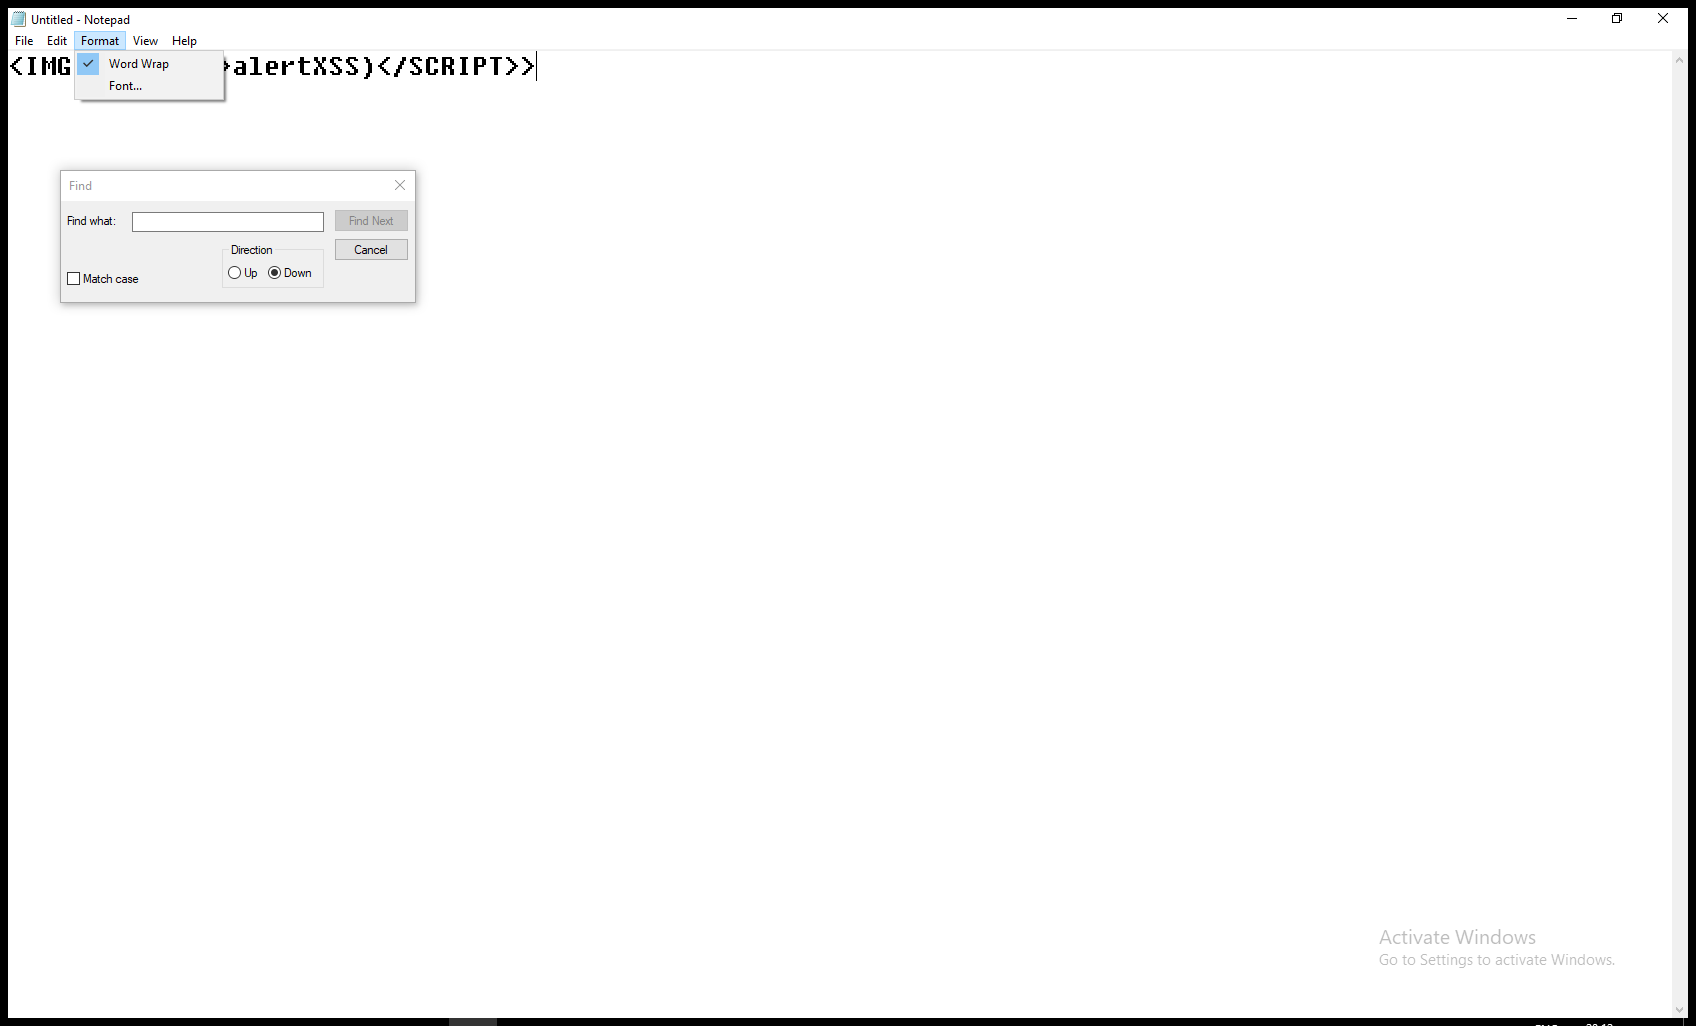 Untitled - Notepad
File Edit Format View Help
<IMG alertXSS)</SCRIPT>>
Word Wrap
Font...
Find
Find what:
Find Next
Direction
Cancel
Up Down
Match case
Activate Windows
Go to Settings to activate Windows.